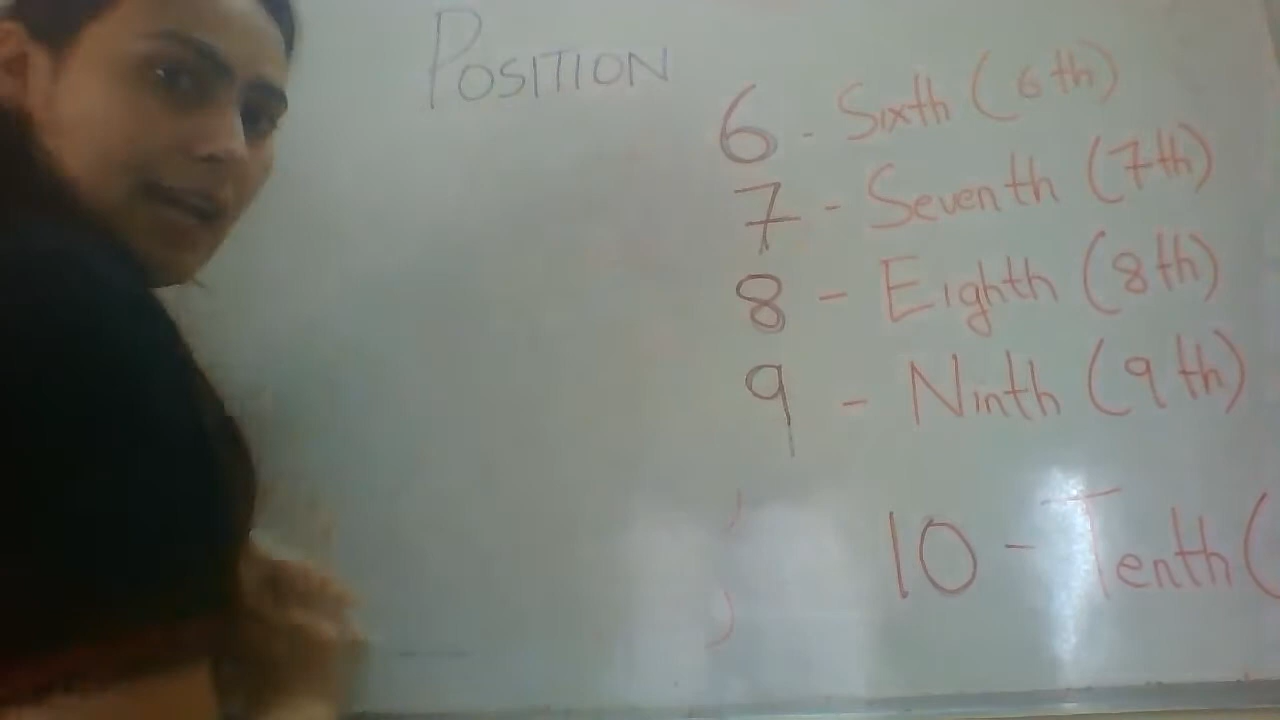 POSITION
6 - Sixth (6th)
7 - Seventh (7th)
8 - Eighth (8th)
9 - Ninth (9th)
10 - Tenth (